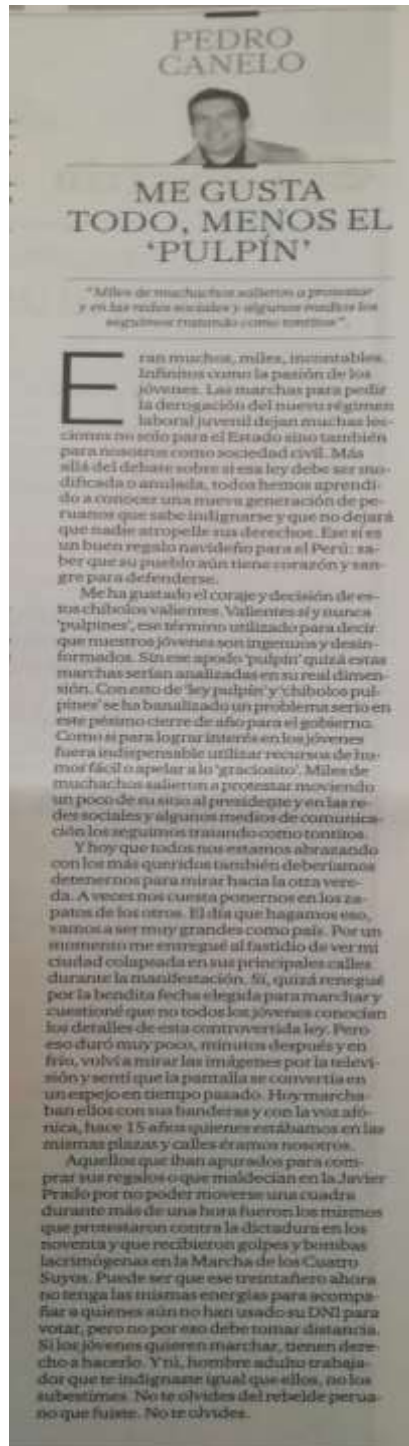 PEDRO
CANELO
ME GUSTA
TODO, MENOS EL
‘PULPÍN’
“Miles de muchachos salieron a protestar
y en las redes sociales y algunos medios los
seguimos tratando como tontitos”.
Eran muchos, miles, incontables.
Infinitos como la pasión de los
jóvenes. Las marchas para pedir
la derogación del nuevo régimen
laboral juvenil dejan muchas lec-
ciones no solo para el Estado sino también
para nosotros como sociedad civil. Más
allá del debate sobre si esa ley debe ser mo-
dificada o anulada, todos hemos aprendi-
do a conocer una nueva generación de pe-
ruanos que sabe indignarse y que no dejará
que nadie atropelle sus derechos. Ese sí es
un buen regalo navideño para el Perú: sa-
ber que su pueblo aún tiene corazón y san-
gre para defenderse.
Me ha gustado el coraje y decisión de es-
tos chibolos valientes. Valientes sí y nunca
‘pulpines’, ese término utilizado para decir
que nuestros jóvenes son ingenuos y desin-
formados. Sin ese apodo ‘pulpín’ quizá estas
marchas serían analizadas en su real dimen-
sión. Con esto de ‘ley pulpín’ y ‘chibolos pul-
pines’ se ha banalizado un problema serio en
este pésimo cierre de año para el gobierno.
Como si para lograr interés en los jóvenes
fuera indispensable utilizar recursos de hu-
mor fácil o apelar a lo ‘graciosito’. Miles de
muchachos salieron a protestar moviendo
un poco de su sitio al presidente y en las re-
des sociales y algunos medios de comunica-
ción los seguimos tratando como tontitos.
Y hoy que todos nos estamos abrazando
con los más queridos también deberíamos
detenernos para mirar hacia la otra vere-
da. A veces nos cuesta ponernos en los za-
patos de los otros. El día que hagamos eso,
vamos a ser muy grandes como país. Por un
momento me entregué al fastidio de ver mi
ciudad colapsada en sus principales calles
durante la manifestación. Sí, quizá renegué
por la bendita fecha elegida para marchar y
cuestioné que no todos los jóvenes conocían
los detalles de esta controvertida ley. Pero
eso duró muy poco, minutos después y en
frío, volví a mirar las imágenes por la televi-
sión y sentí que la pantalla se convertía en
un espejo en tiempo pasado. Hoy marcha-
ban ellos con sus banderas y con la voz afó-
nica, hace 15 años quienes estábamos en las
mismas plazas y calles éramos nosotros.
Aquellos que iban apurados para com-
prar sus regalos o que maldecían en la Javier
Prado por no poder moverse una cuadra
durante más de una hora fueron los mismos
que protestaron contra la dictadura en los
noventa y que recibieron golpes y bombas
lacrimógenas en la Marcha de los Cuatro
Suyos. Puede ser que ese treintañero ahora
no tenga las mismas energías para acompa-
ñar a quienes aún no han usado su DNI para
votar, pero no por eso debe tomar distancia.
Si los jóvenes quieren marchar, tienen dere-
cho a hacerlo. Y tú, hombre adulto trabaja-
dor que te indignaste igual que ellos, no los
subestimes. No te olvides del rebelde perua-
no que fuiste. No te olvides.